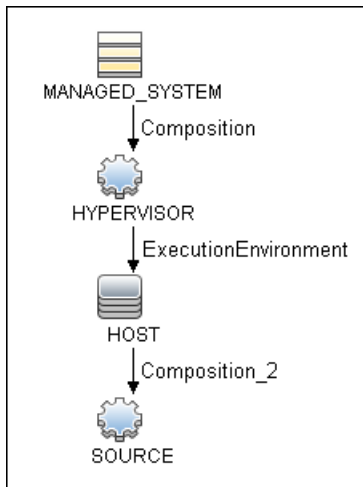 MANAGED_SYSTEM
Composition
HYPERVISOR
ExecutionEnvironment
HOST
Composition_2
SOURCE